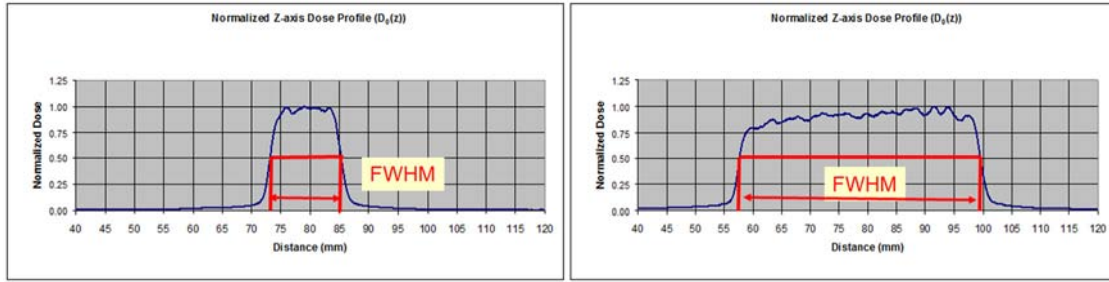 Normalized Z-axis Dose Profile (D₀(z))
Normalized Dose
1.25
1.00
0.75
0.50
0.25
0.00
FWHM
40 45 50 55 60 65 70 75 80 85 90 95 100 105 110 115 120
Distance (mm)
Normalized Z-axis Dose Profile (D₀(z))
Normalized Dose
1.25
1.00
0.75
0.50
0.25
0.00
FWHM
40 45 50 55 60 65 70 75 80 85 90 95 100 105 110 115 120
Distance (mm)